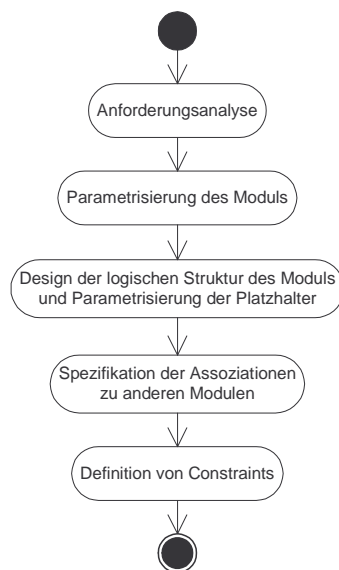 Anforderungsanalyse
Parametrisierung des Moduls
Design der logischen Struktur des Moduls
und Parametrisierung der Platzhalter
Spezifikation der Assoziationen
zu anderen Modulen
Definition von Constraints